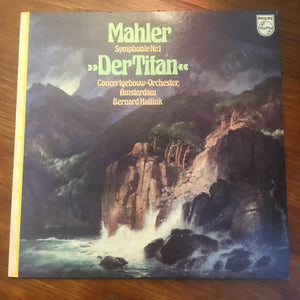 PHILIPS
Mahler
Symphonie Nr.1
»Der Titan«
Concertgebouw-Orchester,
Amsterdam
Bernard Haitink